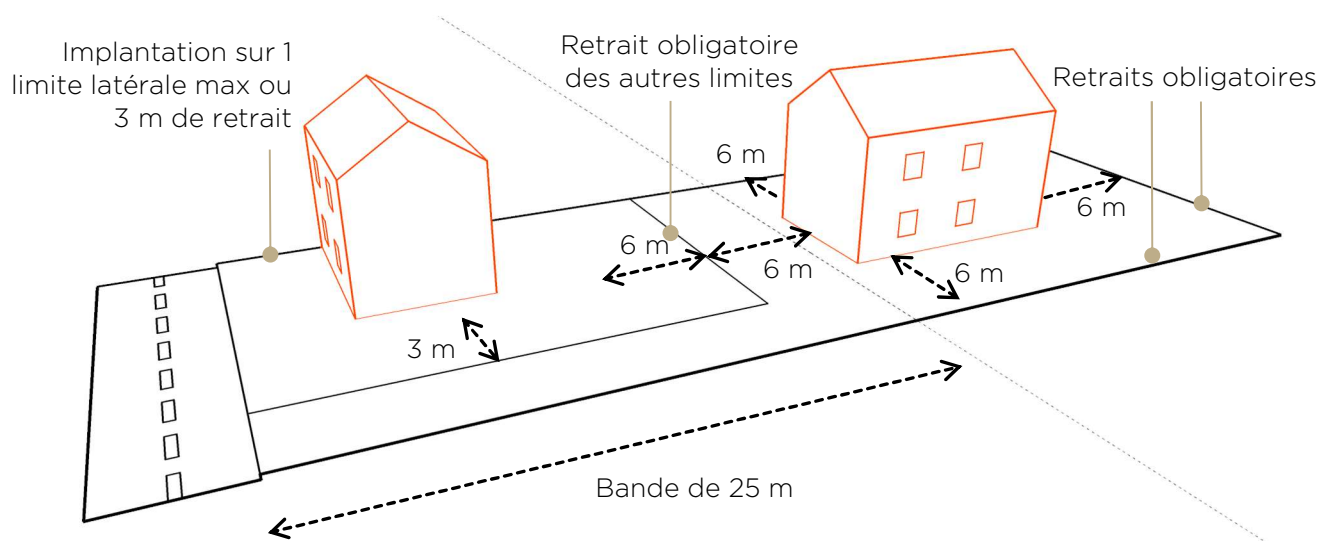 Implantation sur 1
limite latérale max ou
3 m de retrait
Retrait obligatoire
des autres limites
Retraits obligatoires
6 m
6 m
6 m
6 m
6 m
3 m
Bande de 25 m